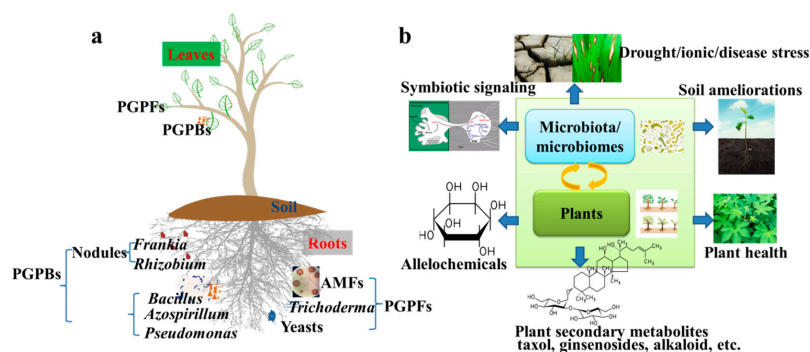 a
Leaves
PGPFs
PGPBs
Soil
Roots
Nodules
Frankia
Rhizobium
PGPBs
Bacillus
Azospirillum
Pseudomonas
AMFs
Trichoderma
PGPFs
Yeasts
b
Drought/ionic/disease stress
Symbiotic signaling
Soil ameliorations
Microbiota/
microbiomes
Plants
OH
OH
OH
OH
OH
OH
Allelochemicals
Plant health
Plant secondary metabolites
taxol, ginsenosides, alkaloid, etc.